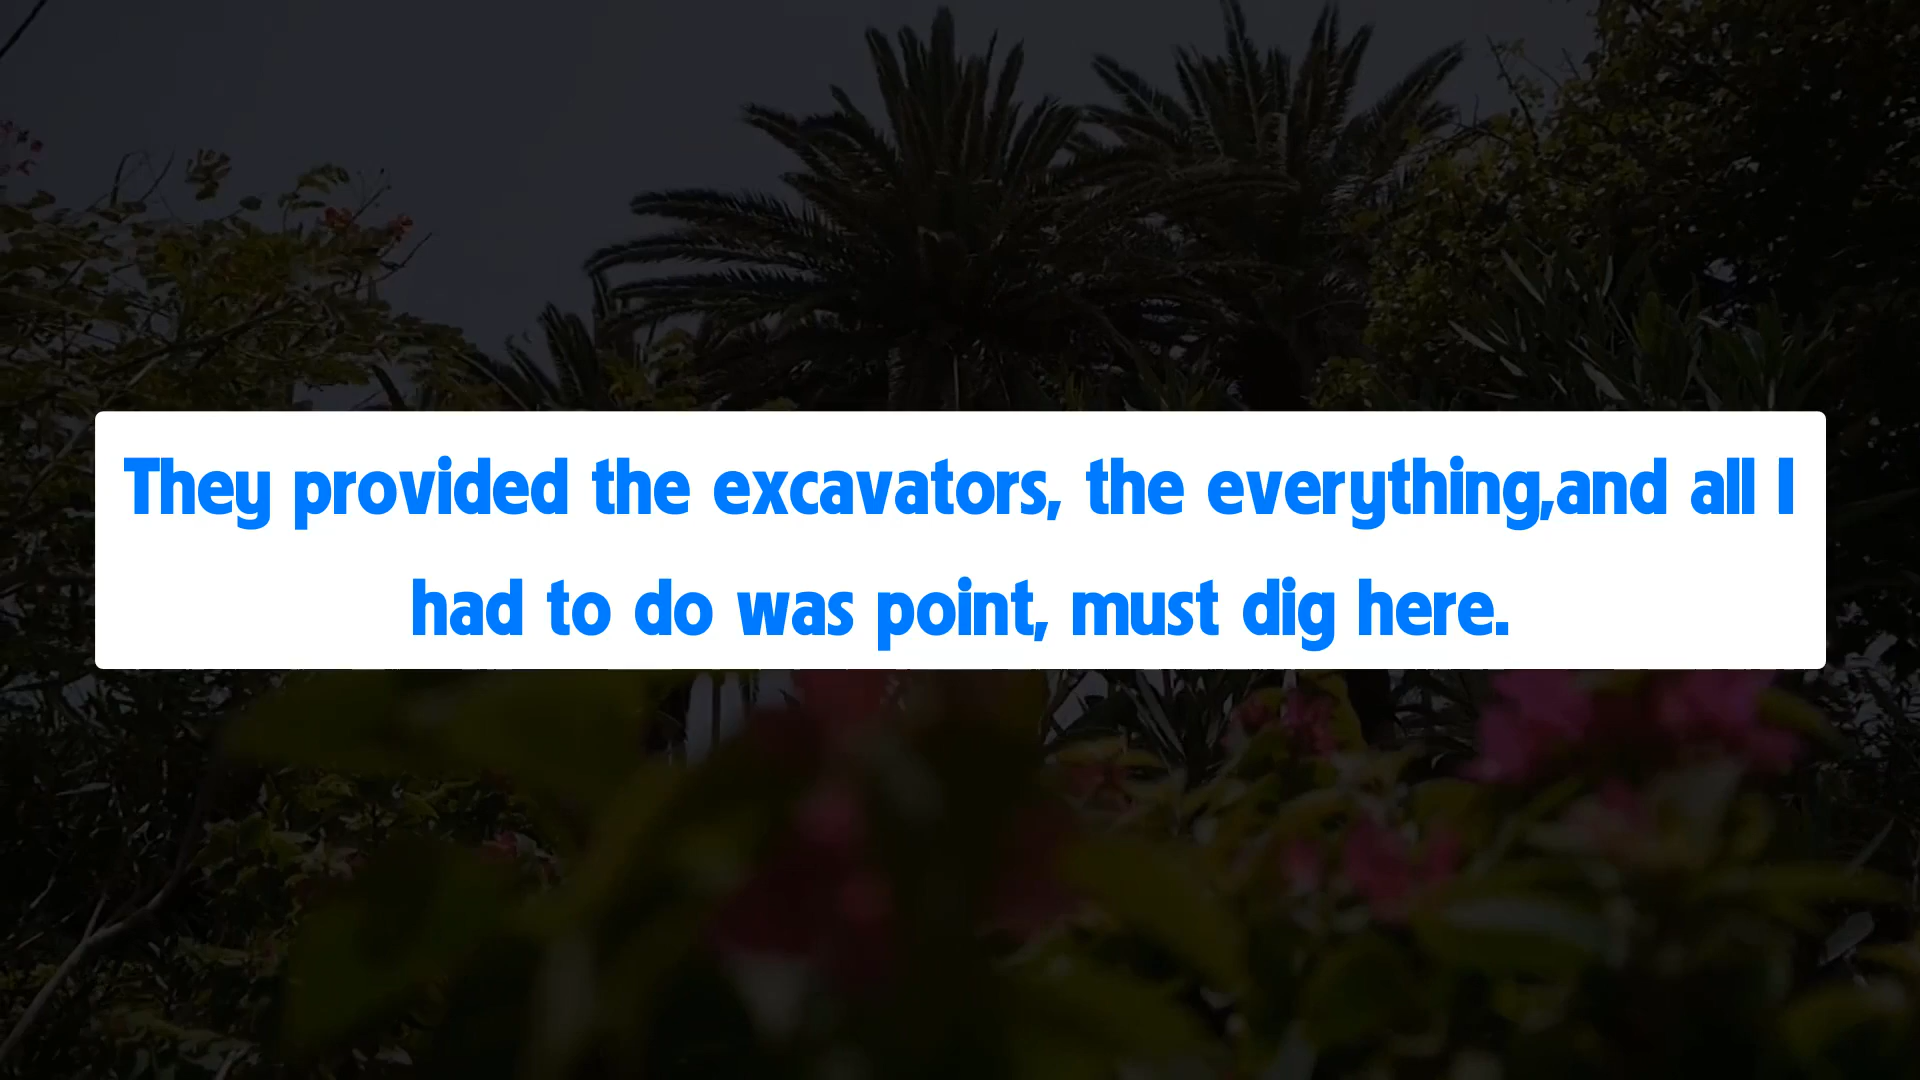 They provided the excavators, the everything,and all I
had to do was point, must dig here.